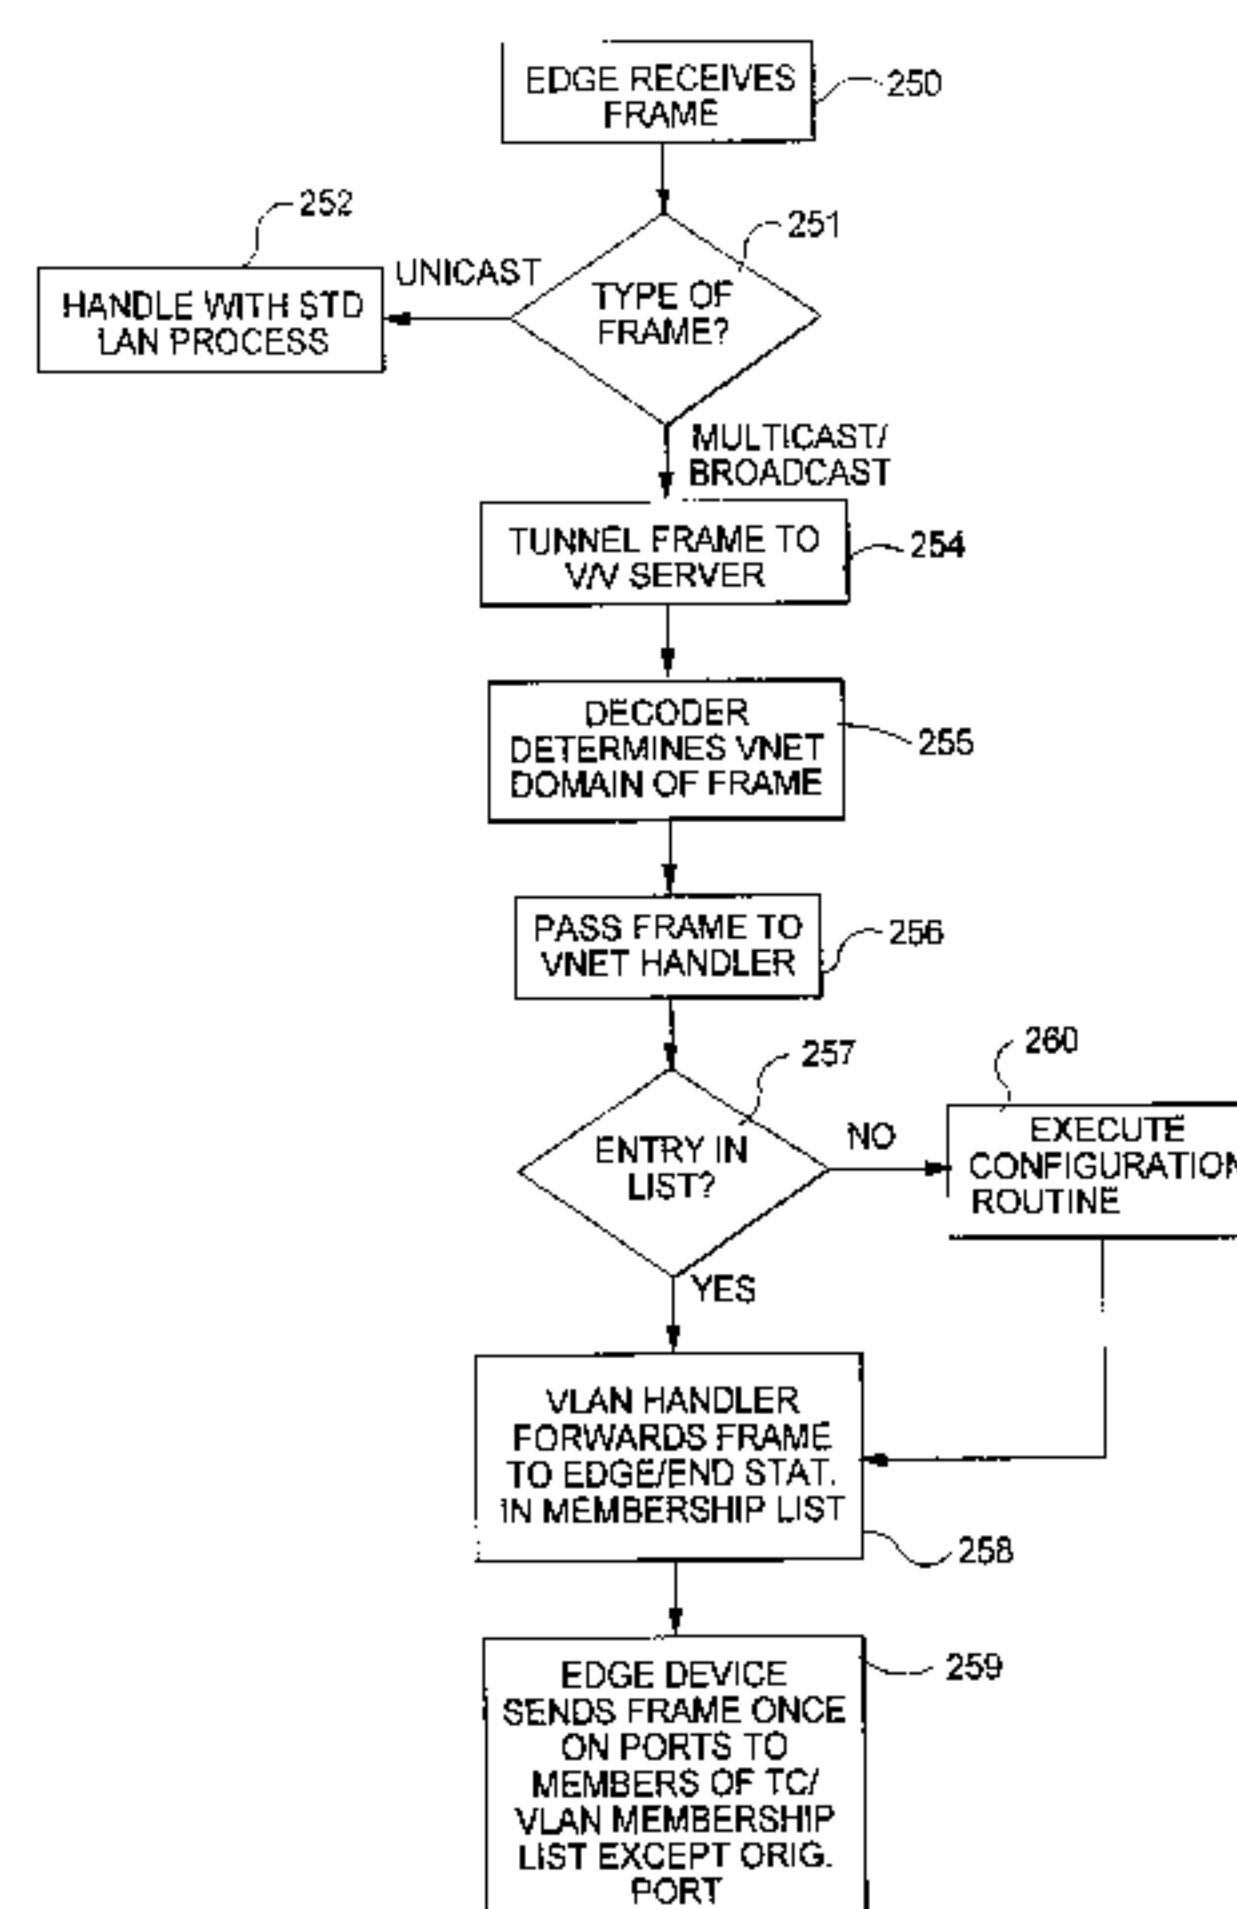 EDGE RECEIVES
FRAME
250
252
251
UNICAST
HANDLE WITH STD
LAN PROCESS
TYPE OF
FRAME?
MULTICAST/
BROADCAST
TUNNEL FRAME TO
V/V SERVER
254
DECODER
DETERMINES VNET
DOMAIN OF FRAME
255
PASS FRAME TO
VNET HANDLER
256
257
260
ENTRY IN
LIST?
NO
EXECUTE
CONFIGURATION
ROUTINE
YES
VLAN HANDLER
FORWARDS FRAME
TO EDGE/END STAT.
IN MEMBERSHIP LIST
258
259
EDGE DEVICE
SENDS FRAME ONCE
ON PORTS TO
MEMBERS OF TC/
VLAN MEMBERSHIP
LIST EXCEPT ORIG.
PORT